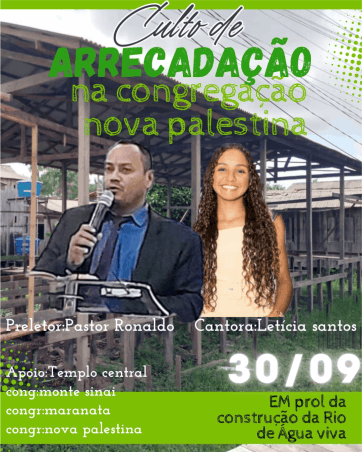 Culto de
ARRECADAÇÃO
na congregação
nova palestina
Preletor:Pastor Ronaldo
Cantora:Letícia santos
30/09
Apoio:Templo central
cong:monte sinai
congr:maranata
congr:nova palestina
EM prol da
construção da Rio
de Água viva